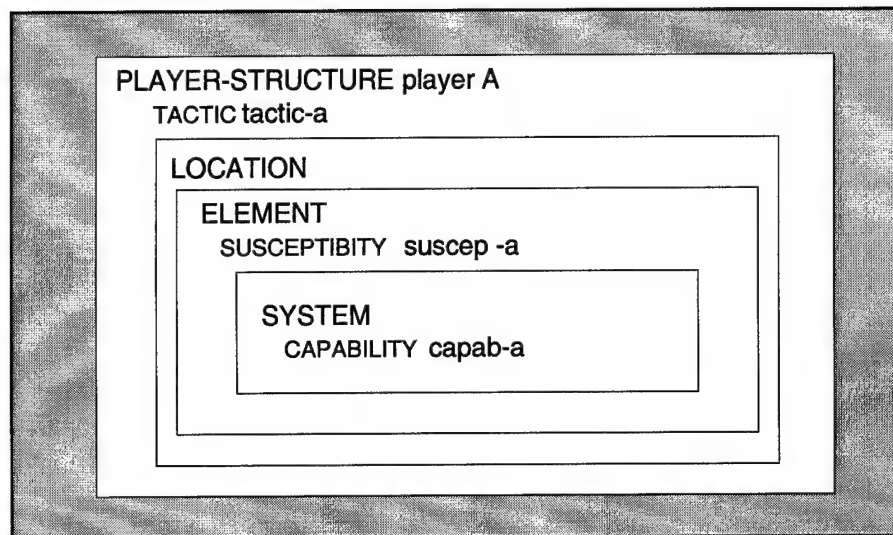 PLAYER-STRUCTURE player A
TACTIC tactic-a
LOCATION
ELEMENT
SUSCEPTIBITY suscep -a
SYSTEM
CAPABILITY capab-a